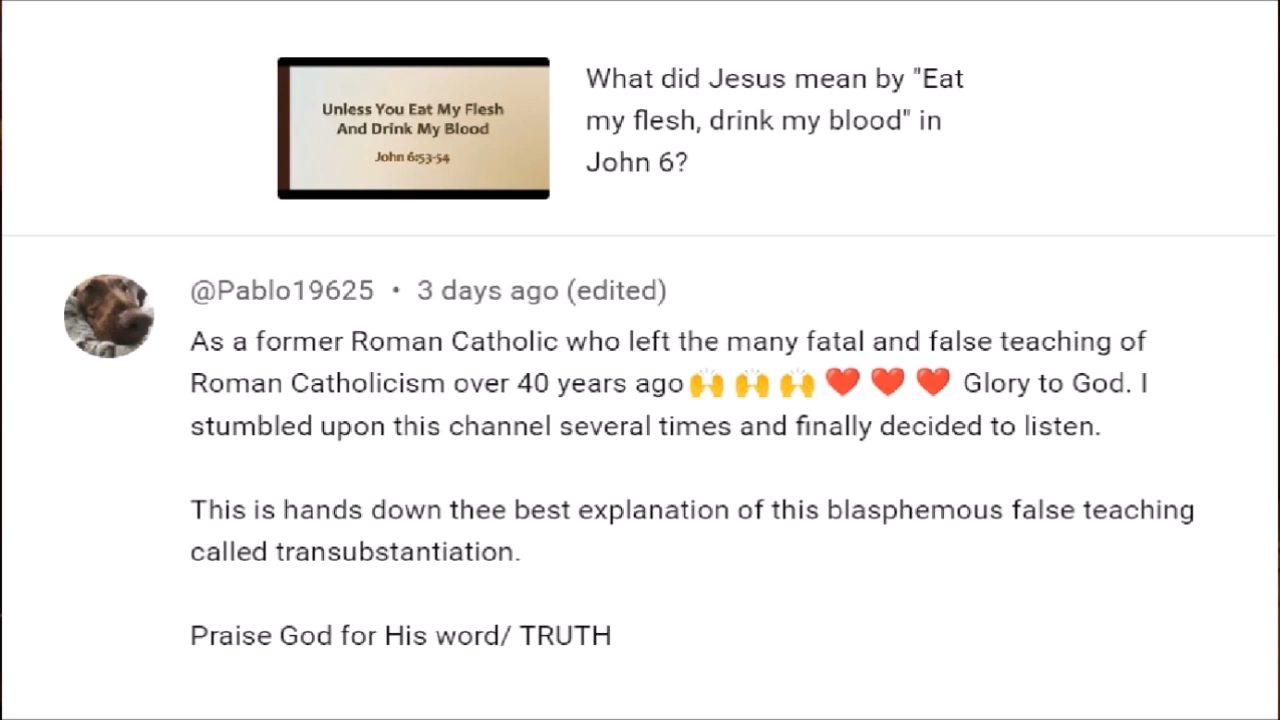 Unless You Eat My Flesh
And Drink My Blood
John 6:53-54
What did Jesus mean by "Eat
my flesh, drink my blood" in
John 6?
@Pablo19625 • 3 days ago (edited)
As a former Roman Catholic who left the many fatal and false teaching of
Roman Catholicism over 40 years ago🙌 🙌 🙌 ❤️ ❤️ ❤️ Glory to God. I
stumbled upon this channel several times and finally decided to listen.
This is hands down thee best explanation of this blasphemous false teaching
called transubstantiation.
Praise God for His word/ TRUTH